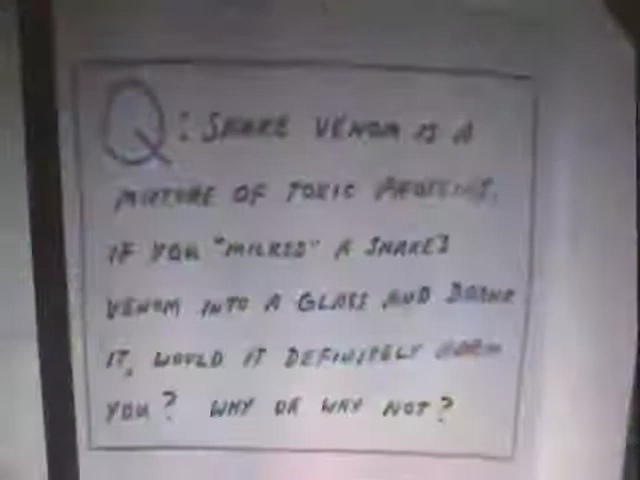 Q: SNAKE VENOM IS A
MIXTURE OF TOXIC PROTEINS.
IF YOU "MILKED" A SNAKE'S
VENOM INTO A GLASS AND DRANK
IT, WOULD IT DEFINITELY HARM
YOU? WHY OR WHY NOT?